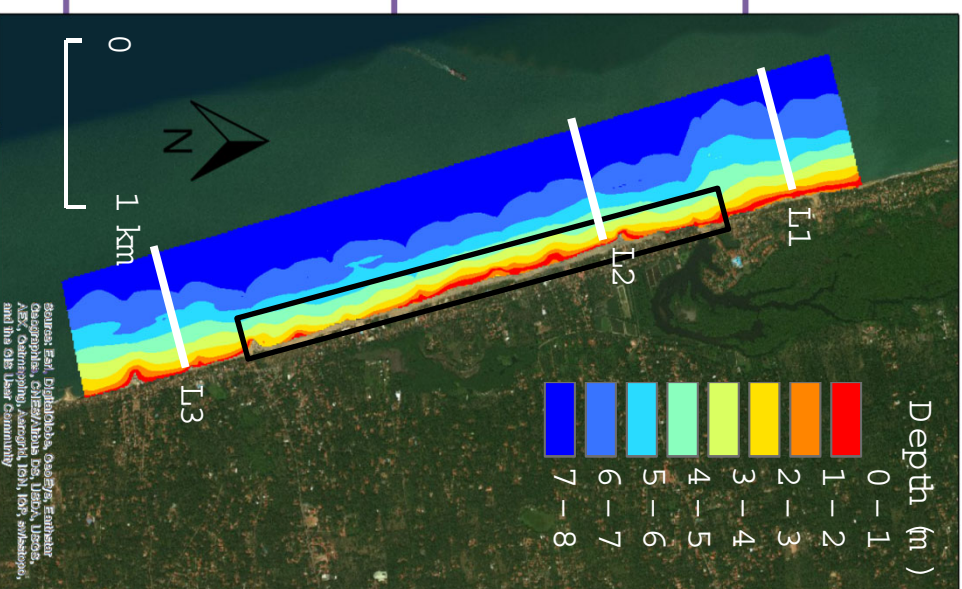 Depth (m)
0-1
1-2
2-3
3-4
4-5
5-6
6-7
7-8
L1
L2
L3
N
0
1 km
Source: Esri, DigitalGlobe, GeoEye, Earthstar
Geographics, CNES/Airbus DS, USDA, USGS,
AEX, Getmapping, Aerogrid, IGN, IGP, swisstopo,
and the GIS User Community